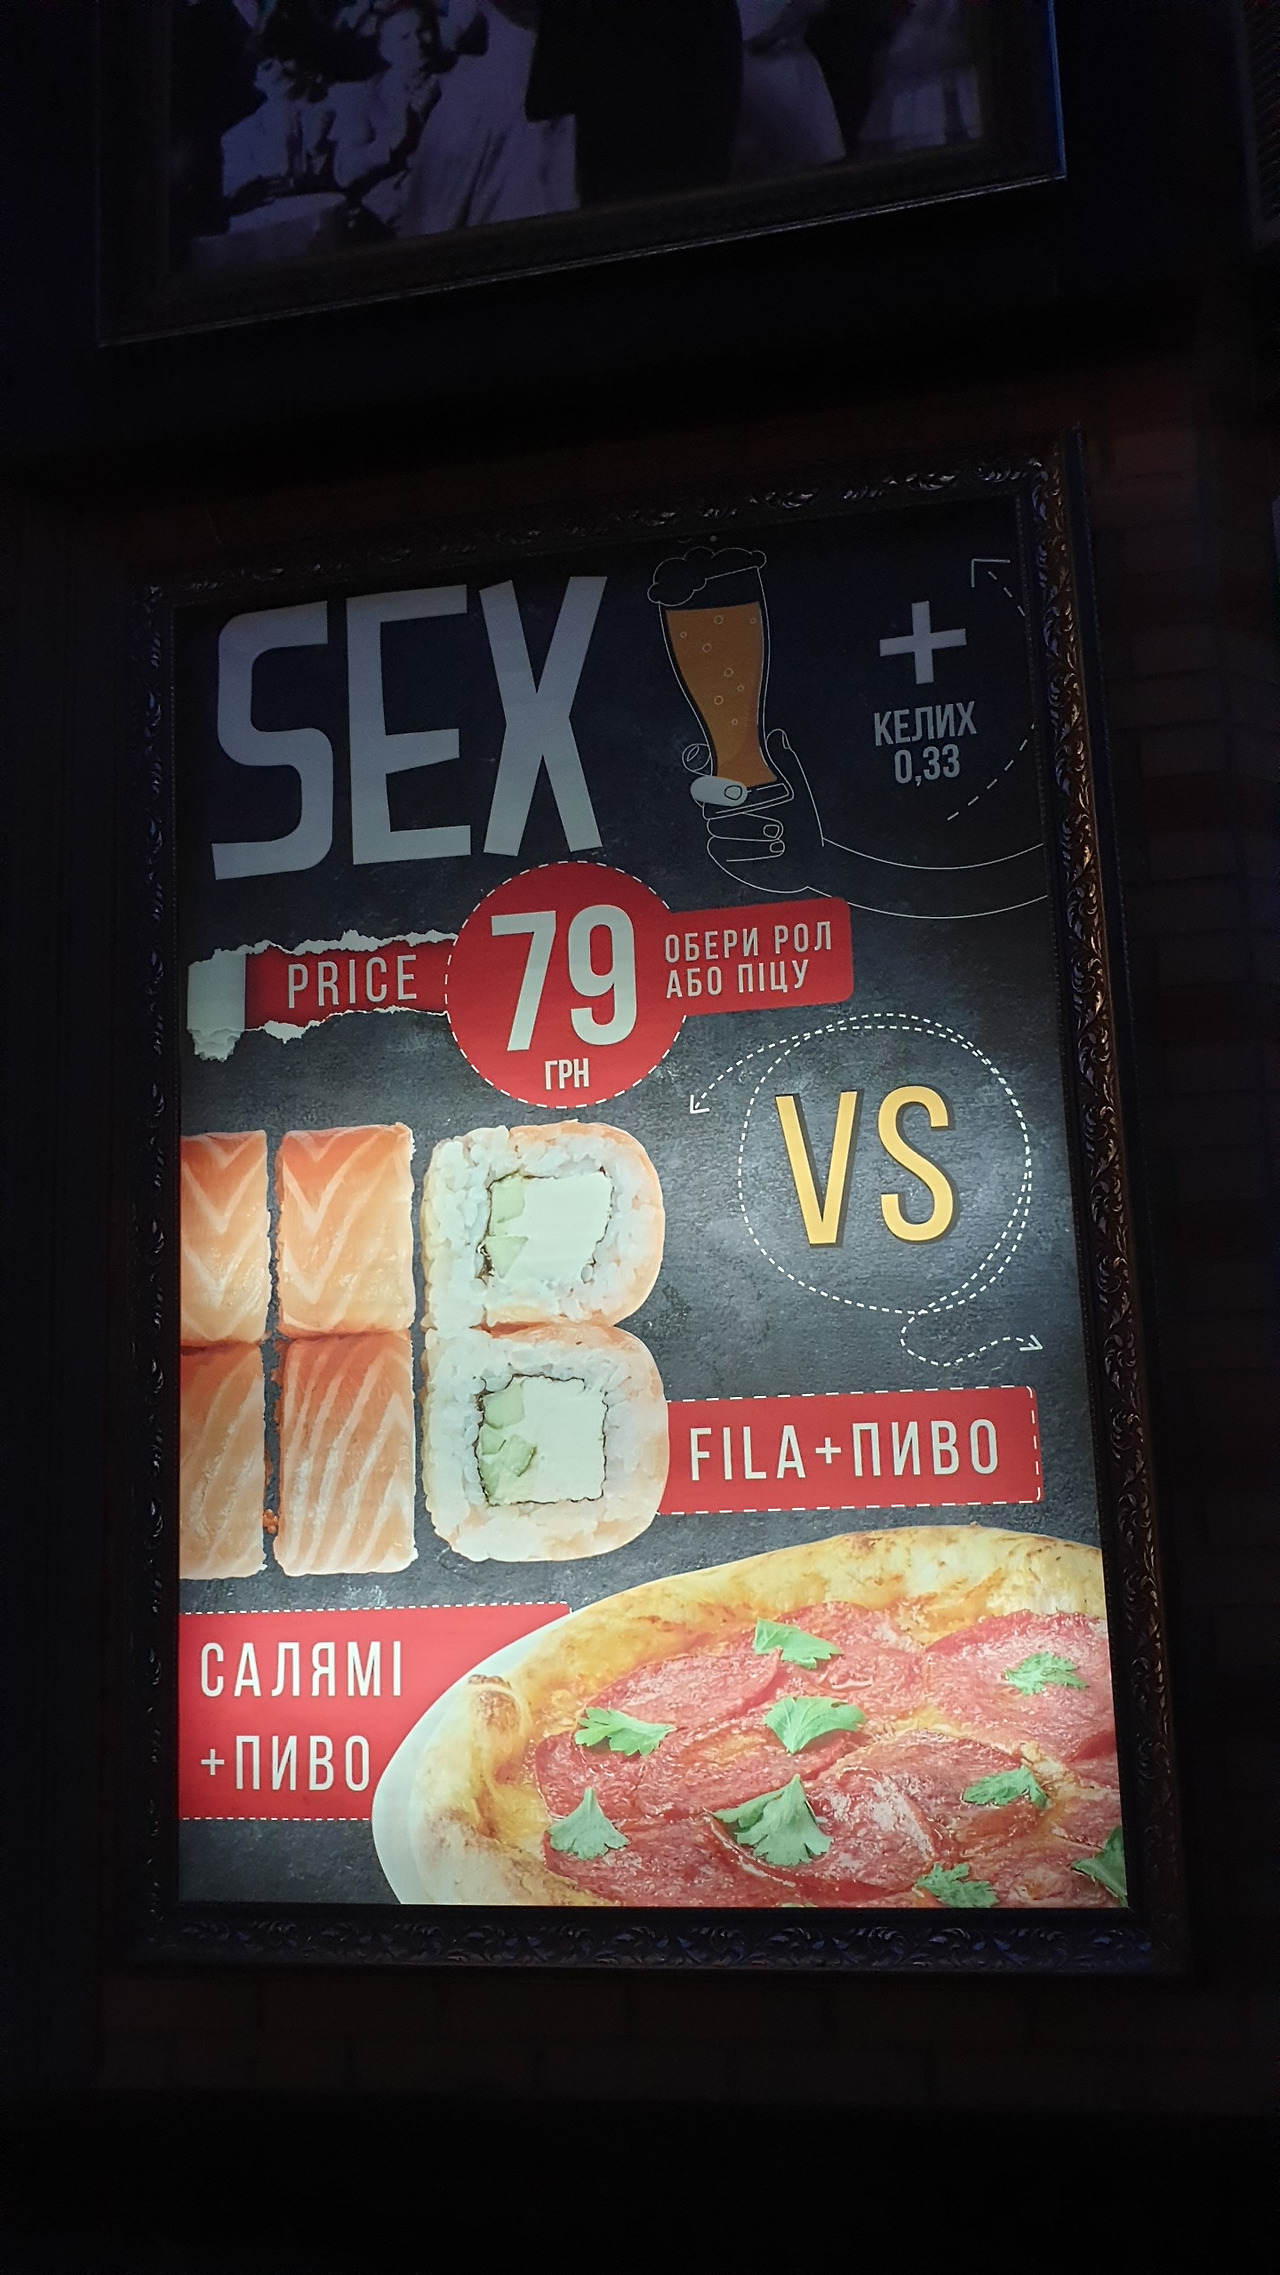 SEX
+
КЕЛИХ
0,33
PRICE
79
ГРН
ОБЕРИ РОЛ
АБО ПІЦУ
VS
FILA+ПИВО
САЛЯМІ
+ПИВО